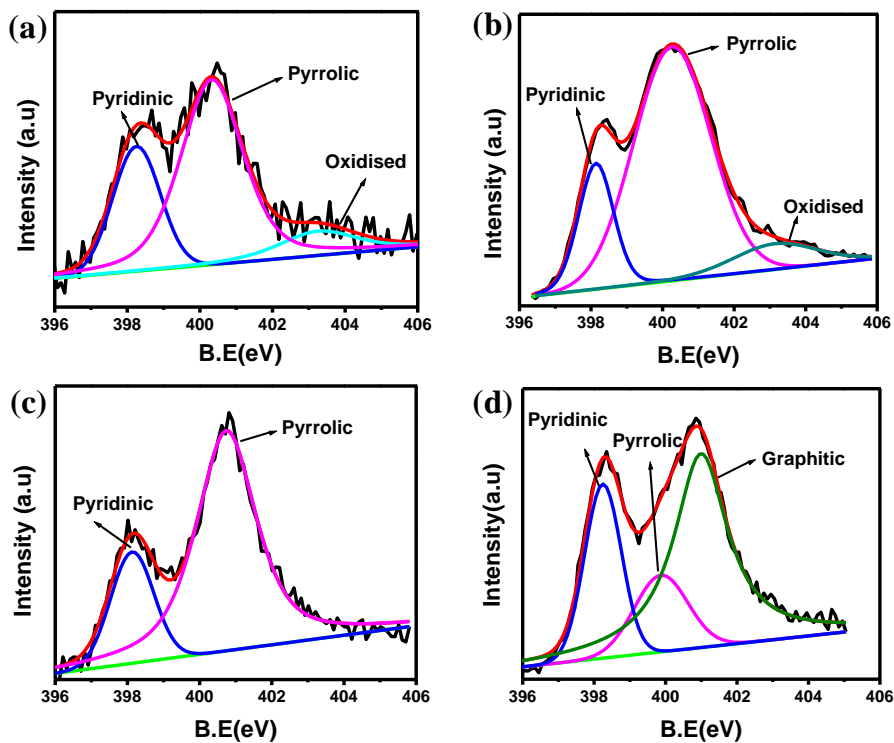 (a)
Pyridinic
Pyrrolic
Oxidised
Intensity (a.u)
396 398 400 402 404 406
B.E(eV)
(b)
Pyridinic
Pyrrolic
Oxidised
Intensity (a.u)
396 398 400 402 404 406
B.E(eV)
(c)
Pyridinic
Pyrrolic
Intensity (a.u)
396 398 400 402 404 406
B.E(eV)
(d)
Pyridinic
Pyrrolic
Graphitic
Intensity(a.u)
396 398 400 402 404 406
B.E(eV)